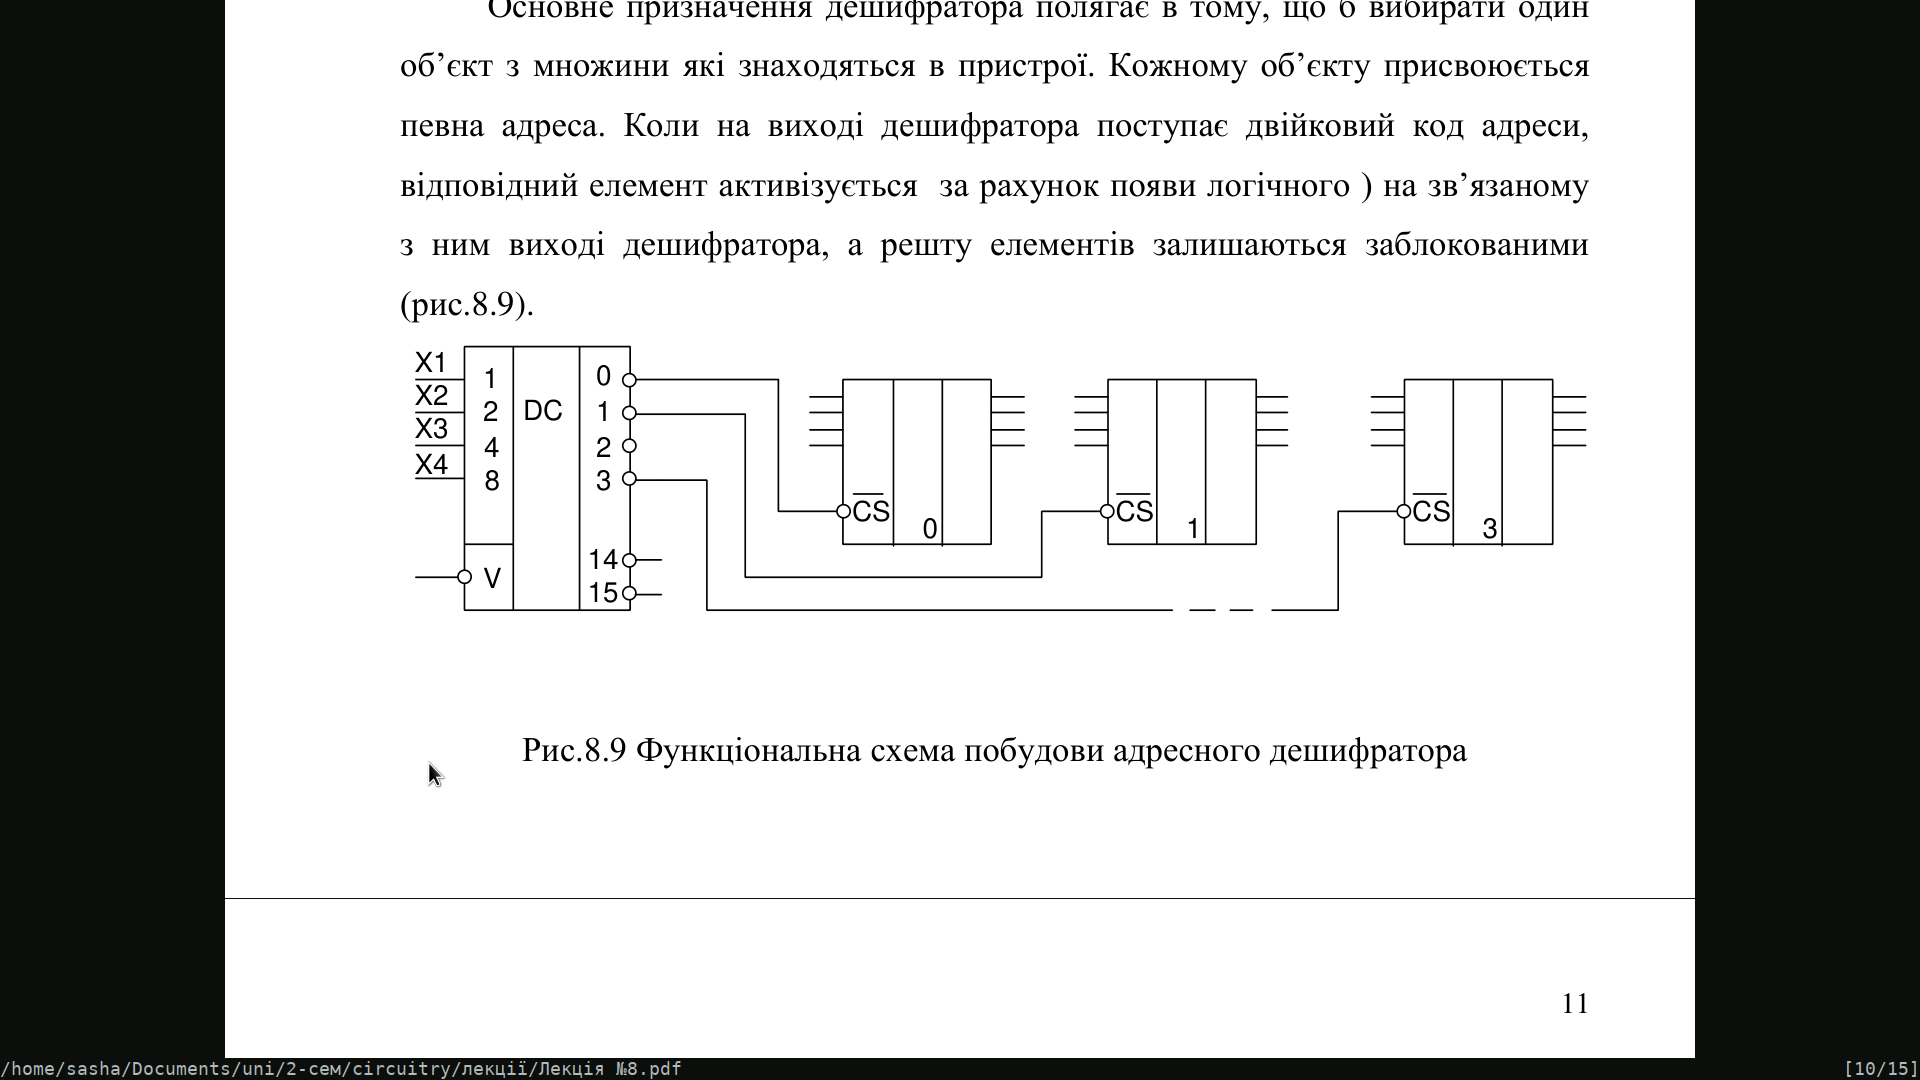 Основне призначення дешифратора полягає в тому, що б вибирати один
об’єкт з множини які знаходяться в пристрої. Кожному об’єкту присвоюється
певна адреса. Коли на виході дешифратора поступає двійковий код адреси,
відповідний елемент активізується за рахунок появи логічного ) на зв’язаному
з ним виході дешифратора, а решту елементів залишаються заблокованими
(рис.8.9).
X1 1 0
X2 2 DC 1
X3 4 2
X4 8 3
CS 0 CS 1 CS 3
14
V 15
Рис.8.9 Функціональна схема побудови адресного дешифратора
11
/home/sasha/Documents/uni/2-сем/circuitry/лекції/Лекція №8.pdf [10/15]